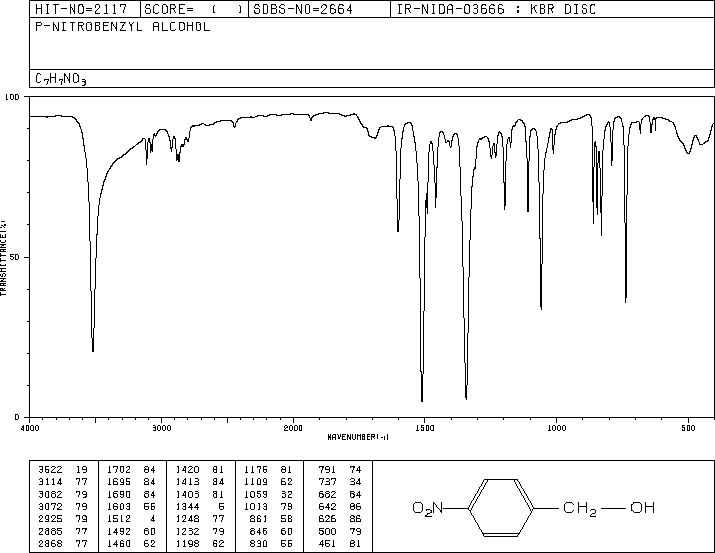 HIT-NO=2117 SCORE= ( ) SDBS-NO=2664 IR-NIDA-03666 : KBR DISC
P-NITROBENZYL ALCOHOL
C7H7NO3
100
50
0
TRANSMITTANCE(%)
4000 3000 2000 1500 1000 500
WAVENUMBER(-1)
3522 19 1702 84 1420 81 1176 81 791 74
3114 77 1695 84 1413 84 1109 62 737 34
3082 79 1690 84 1403 81 1059 32 682 84
3072 79 1603 55 1344 5 1013 79 642 86
2925 79 1512 4 1248 77 861 58 626 86
2885 77 1492 60 1232 79 846 60 500 79
2868 77 1460 62 1198 62 830 55 451 81
O2N CH2 OH